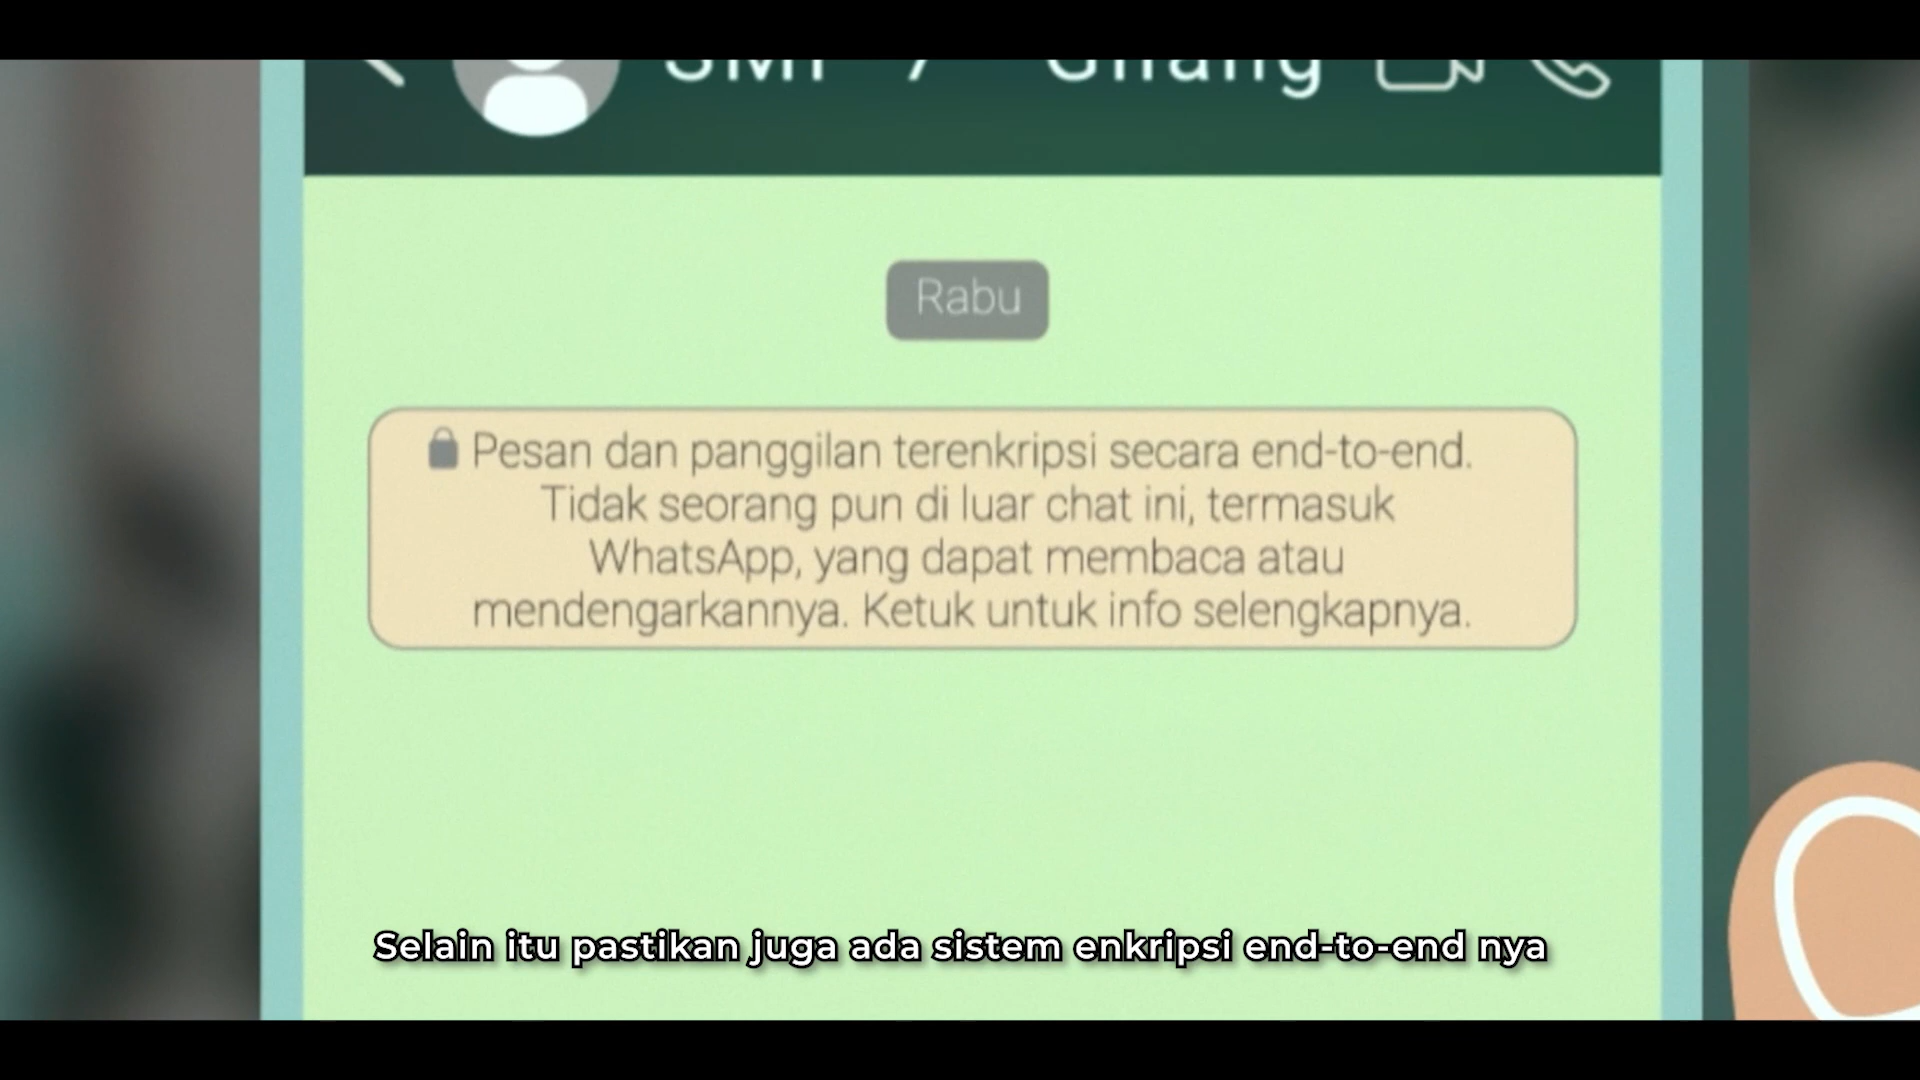 Rabu
Pesan dan panggilan terenkripsi secara end-to-end.
Tidak seorang pun di luar chat ini, termasuk
WhatsApp, yang dapat membaca atau
mendengarkannya. Ketuk untuk info selengkapnya.
Selain itu pastikan juga ada sistem enkripsi end-to-end nya